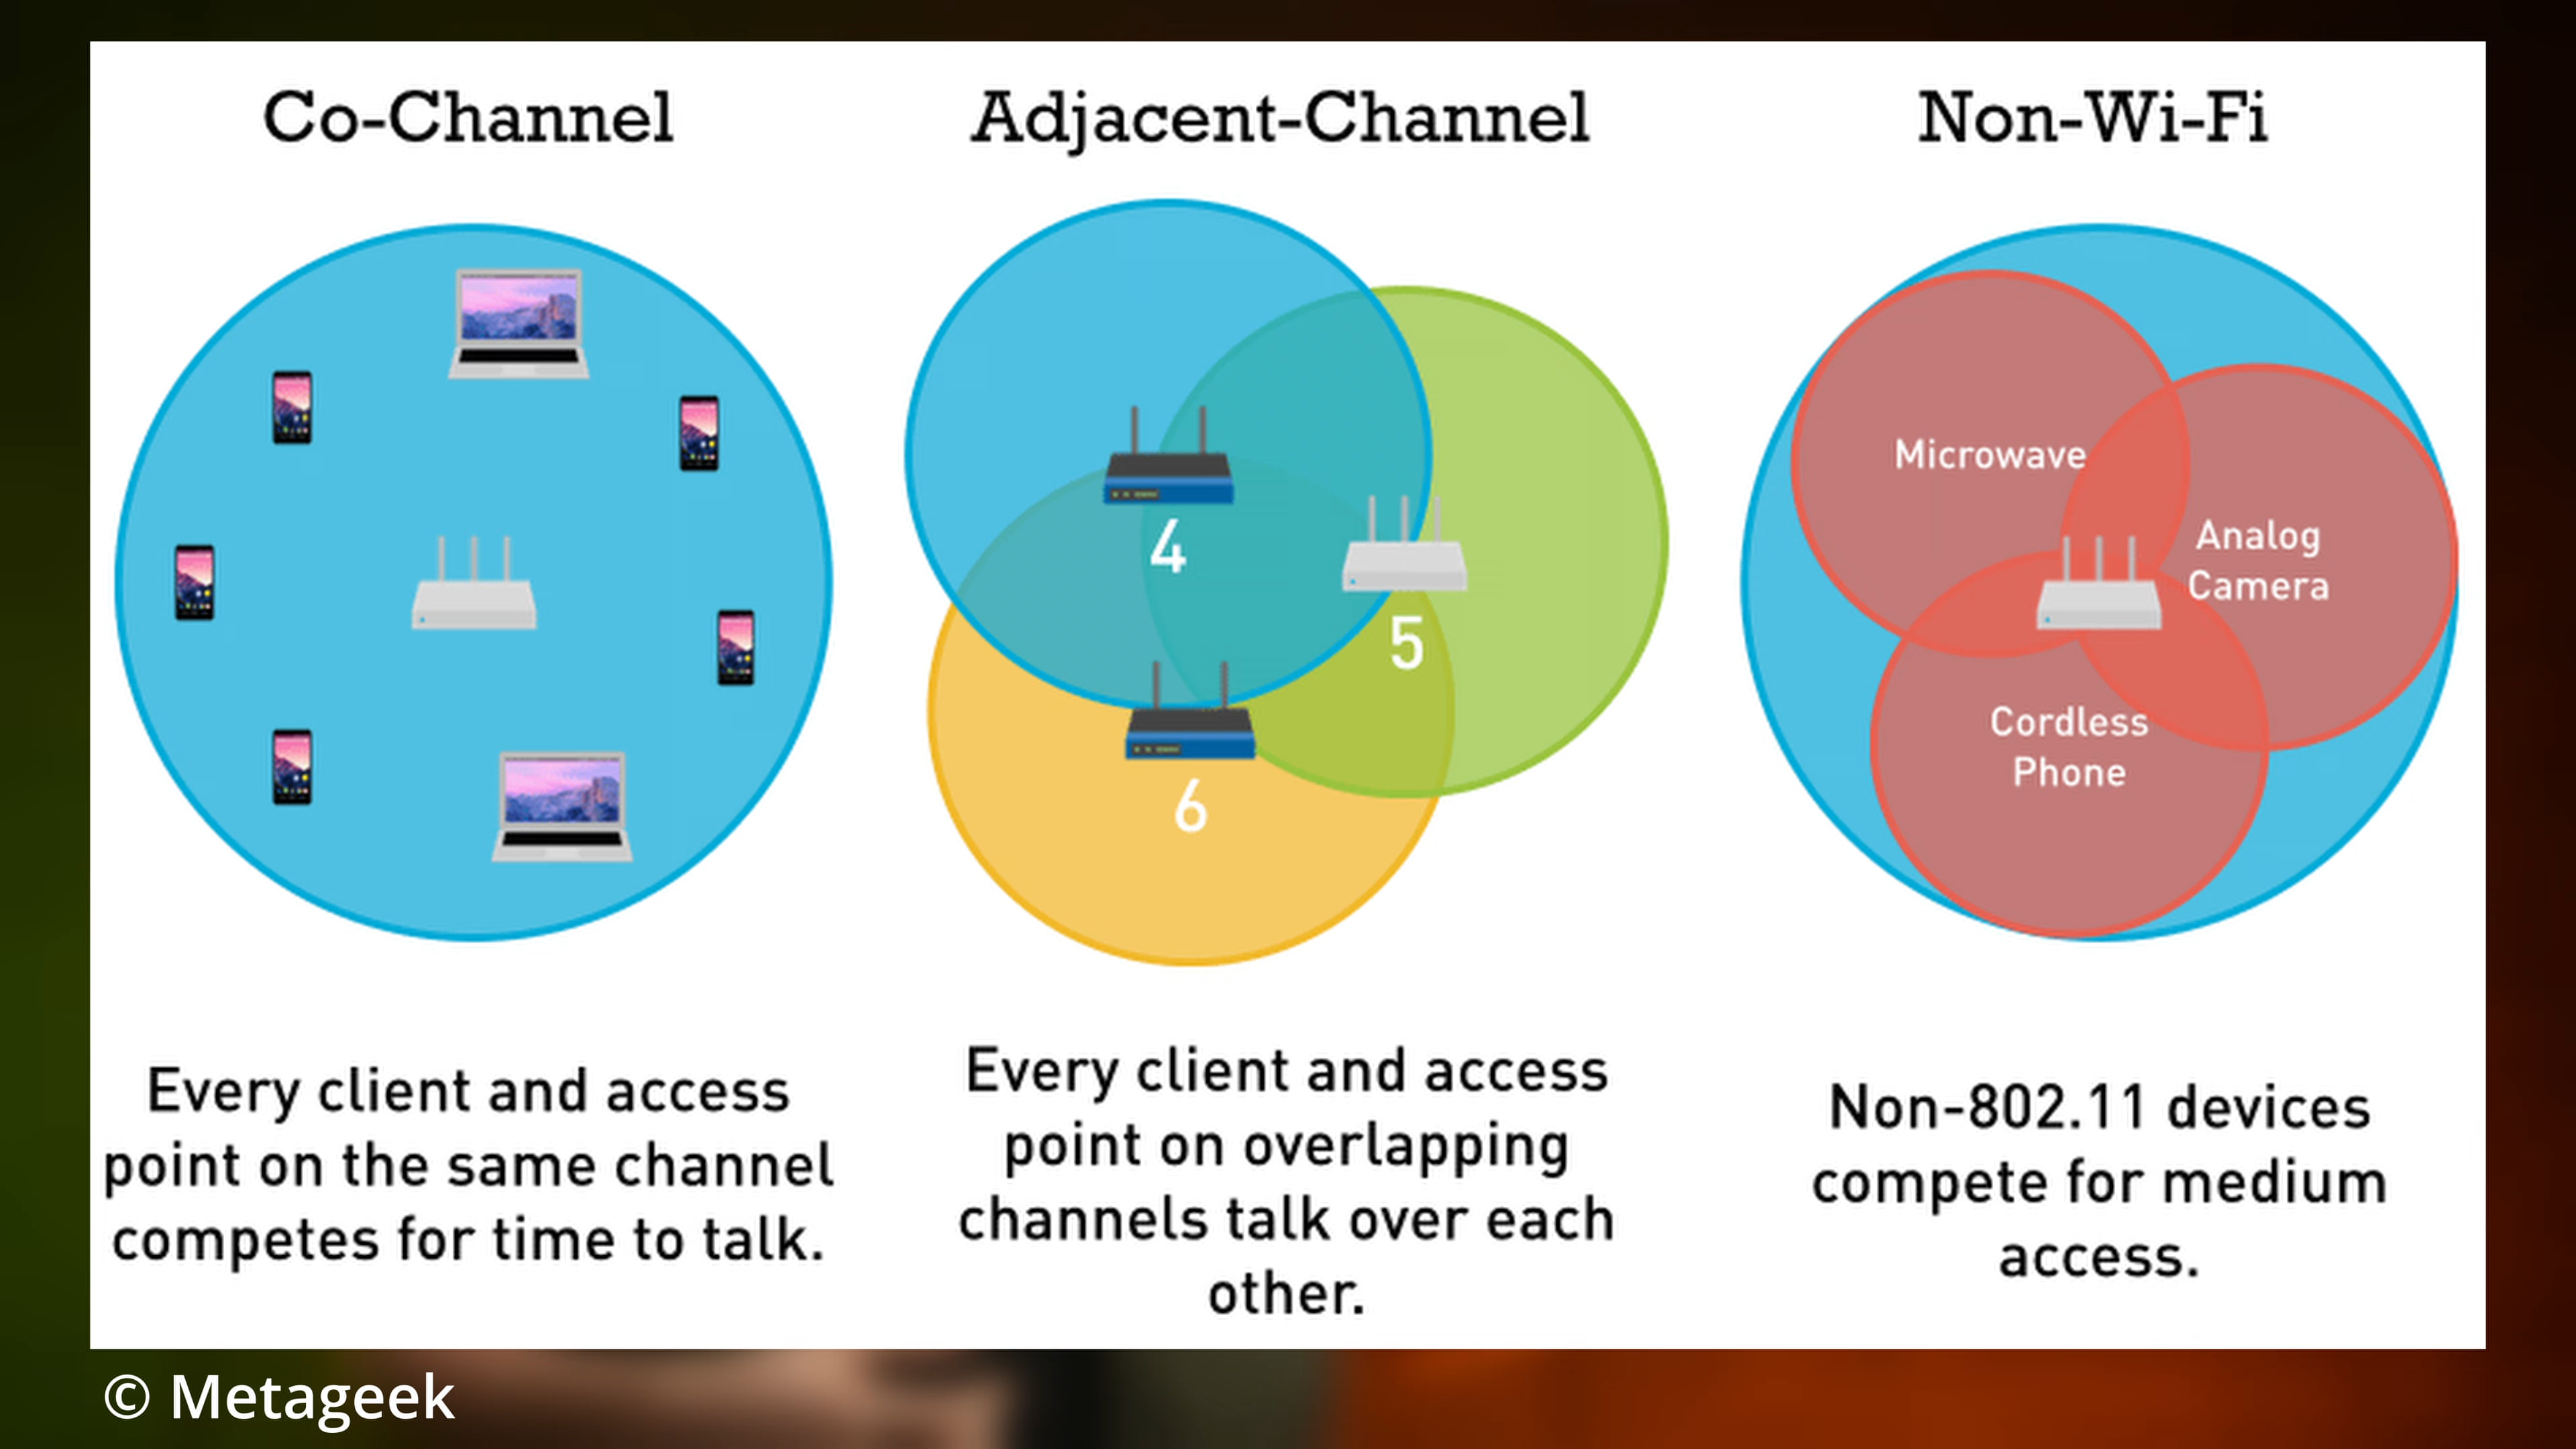 Co-Channel
Every client and access
point on the same channel
competes for time to talk.
Adjacent-Channel
4
5
6
Every client and access
point on overlapping
channels talk over each
other.
Non-Wi-Fi
Microwave
Analog
Camera
Cordless
Phone
Non-802.11 devices
compete for medium
access.
© Metageek